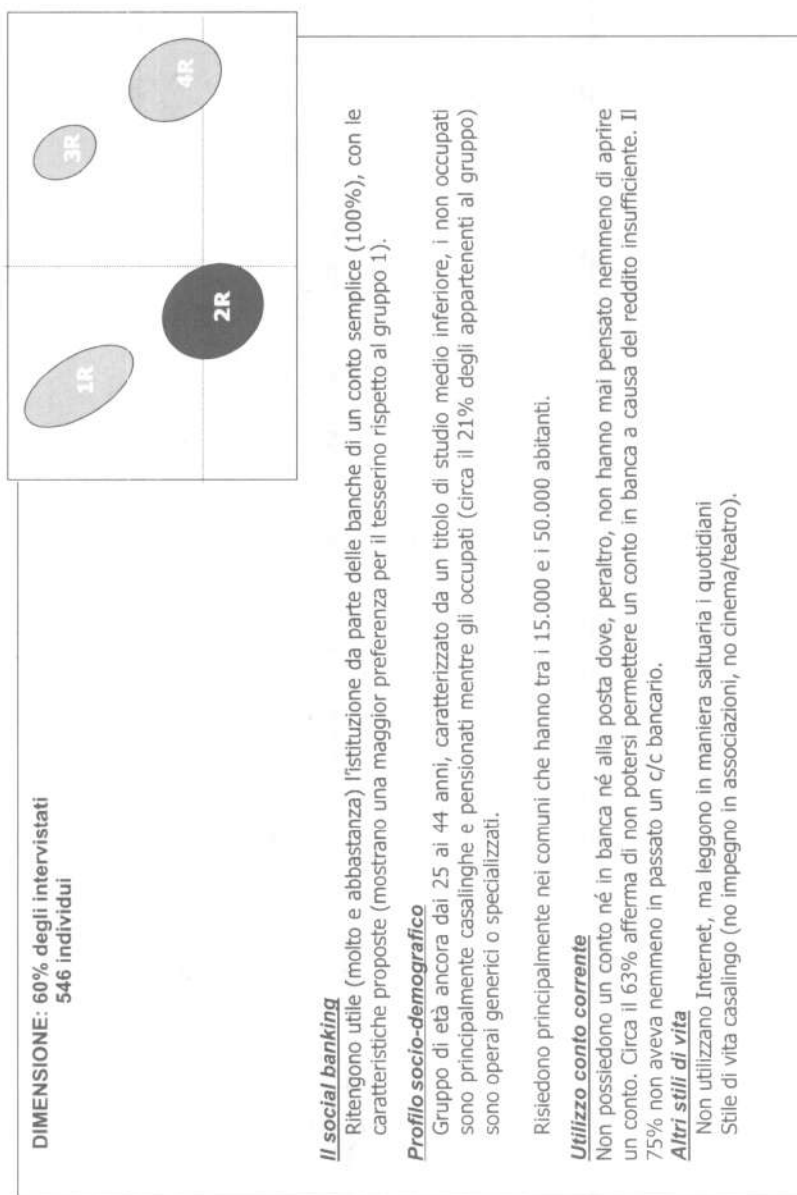 DIMENSIONE: 60% degli intervistati
546 individui
1R
2R
3R
4R
Il social banking
Ritengono utile (molto e abbastanza) l'istituzione da parte delle banche di un conto semplice (100%), con le
caratteristiche proposte (mostrano una maggior preferenza per il tesserino rispetto al gruppo 1).
Profilo socio-demografico
Gruppo di età ancora dai 25 ai 44 anni, caratterizzato da un titolo di studio medio inferiore, i non occupati
sono principalmente casalinghe e pensionati mentre gli occupati (circa il 21% degli appartenenti al gruppo)
sono operai generici o specializzati.
Risiedono principalmente nei comuni che hanno tra i 15.000 e i 50.000 abitanti.
Utilizzo conto corrente
Non possiedono un conto né in banca né alla posta dove, peraltro, non hanno mai pensato nemmeno di aprire
un conto. Circa il 63% afferma di non potersi permettere un conto in banca a causa del reddito insufficiente. Il
75% non aveva nemmeno in passato un c/c bancario.
Altri stili di vita
Non utilizzano Internet, ma leggono in maniera saltuaria i quotidiani
Stile di vita casalingo (no impegno in associazioni, no cinema/teatro).